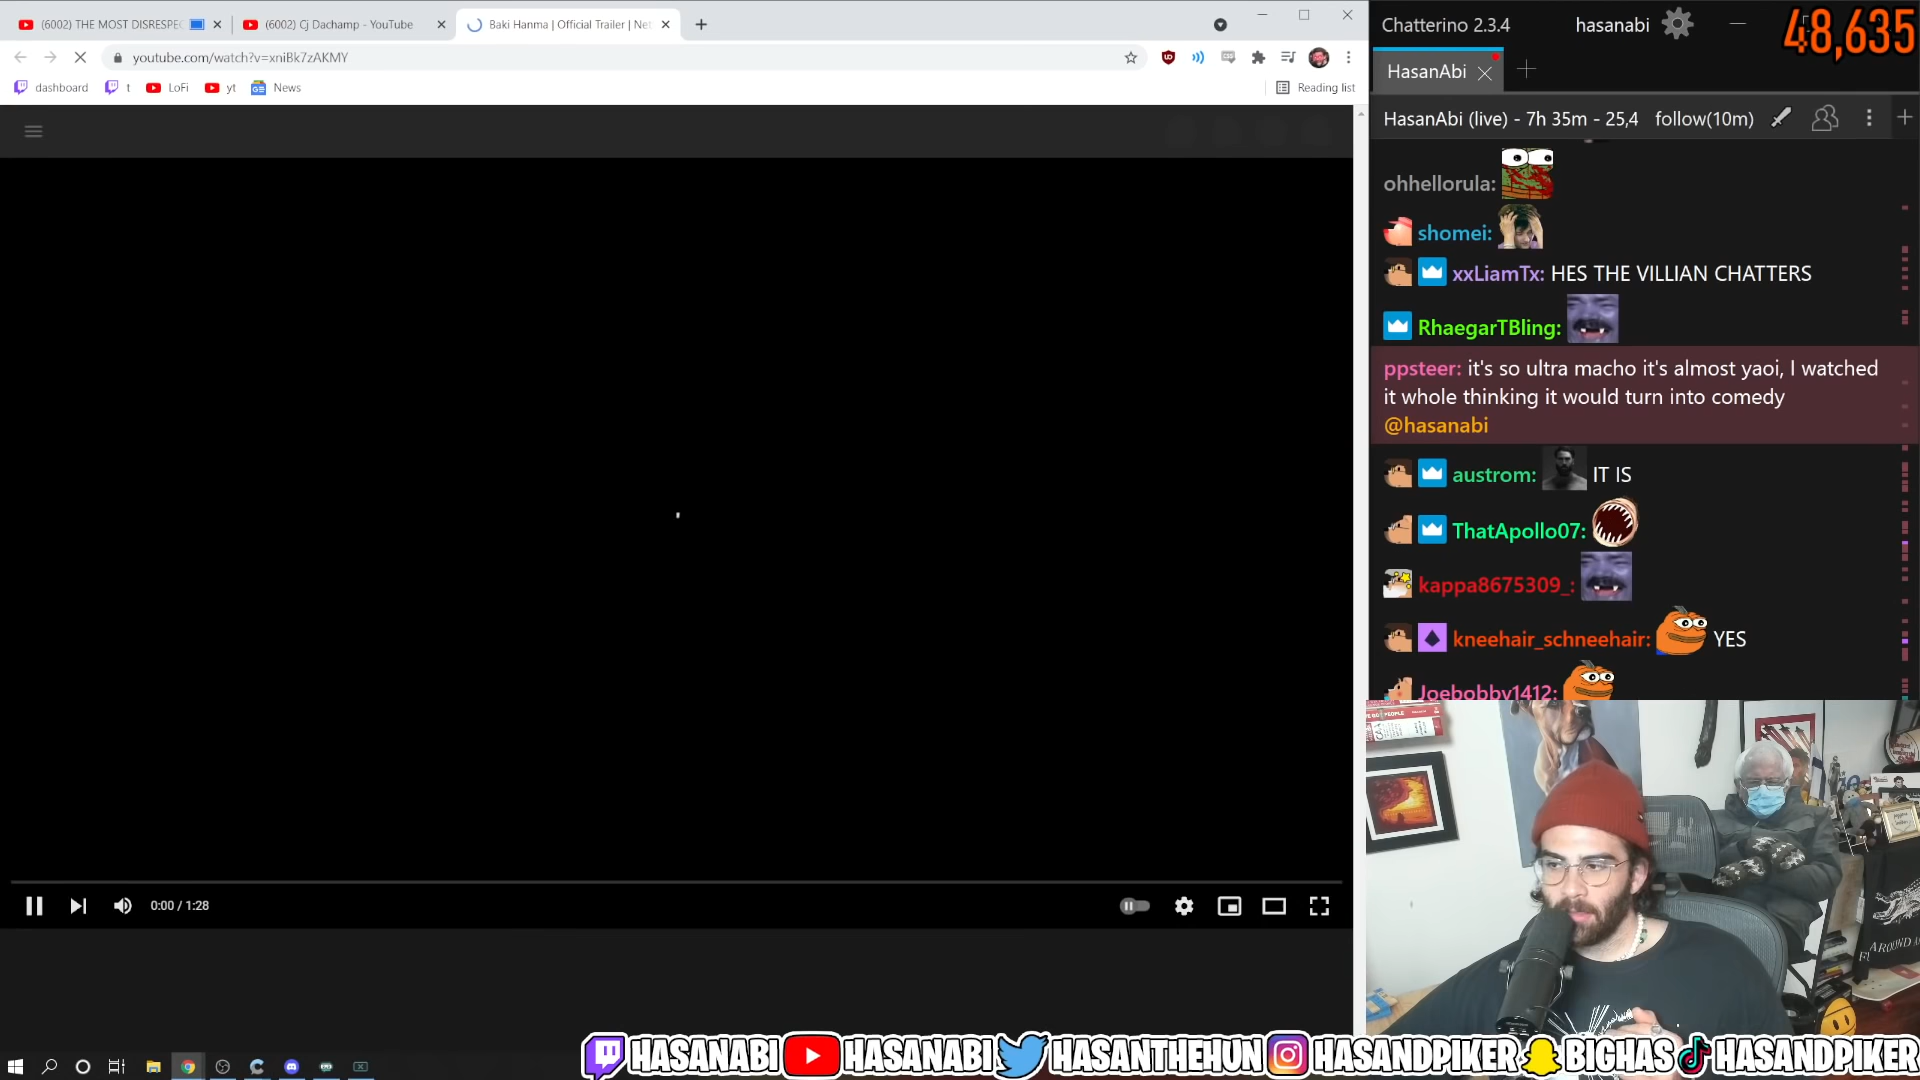 (6002) THE MOST DISRESPEC
(6002) Cj Dachamp - YouTube
Baki Hanma | Official Trailer | Net
youtube.com/watch?v=xniBk7zAKMY
dashboard
t
LoFi
yt
News
Reading list
0:00 / 1:28
Chatterino 2.3.4
hasanabi
48,635
HasanAbi
HasanAbi (live) - 7h 35m - 25,4
follow(10m)
ohhellorula:
shomei:
xxLiamTx: HES THE VILLIAN CHATTERS
RhaegarTBling:
ppsteer: it's so ultra macho it's almost yaoi, I watched
it whole thinking it would turn into comedy
@hasanabi
austrom: IT IS
ThatApollo07:
kappa8675309_:
kneehair_schneehair: YES
Joebobby1412:
AROUND A
HASANABI HASANABI HASANTHEHUN HASANDPIKER BIGHAS HASANDPIKER